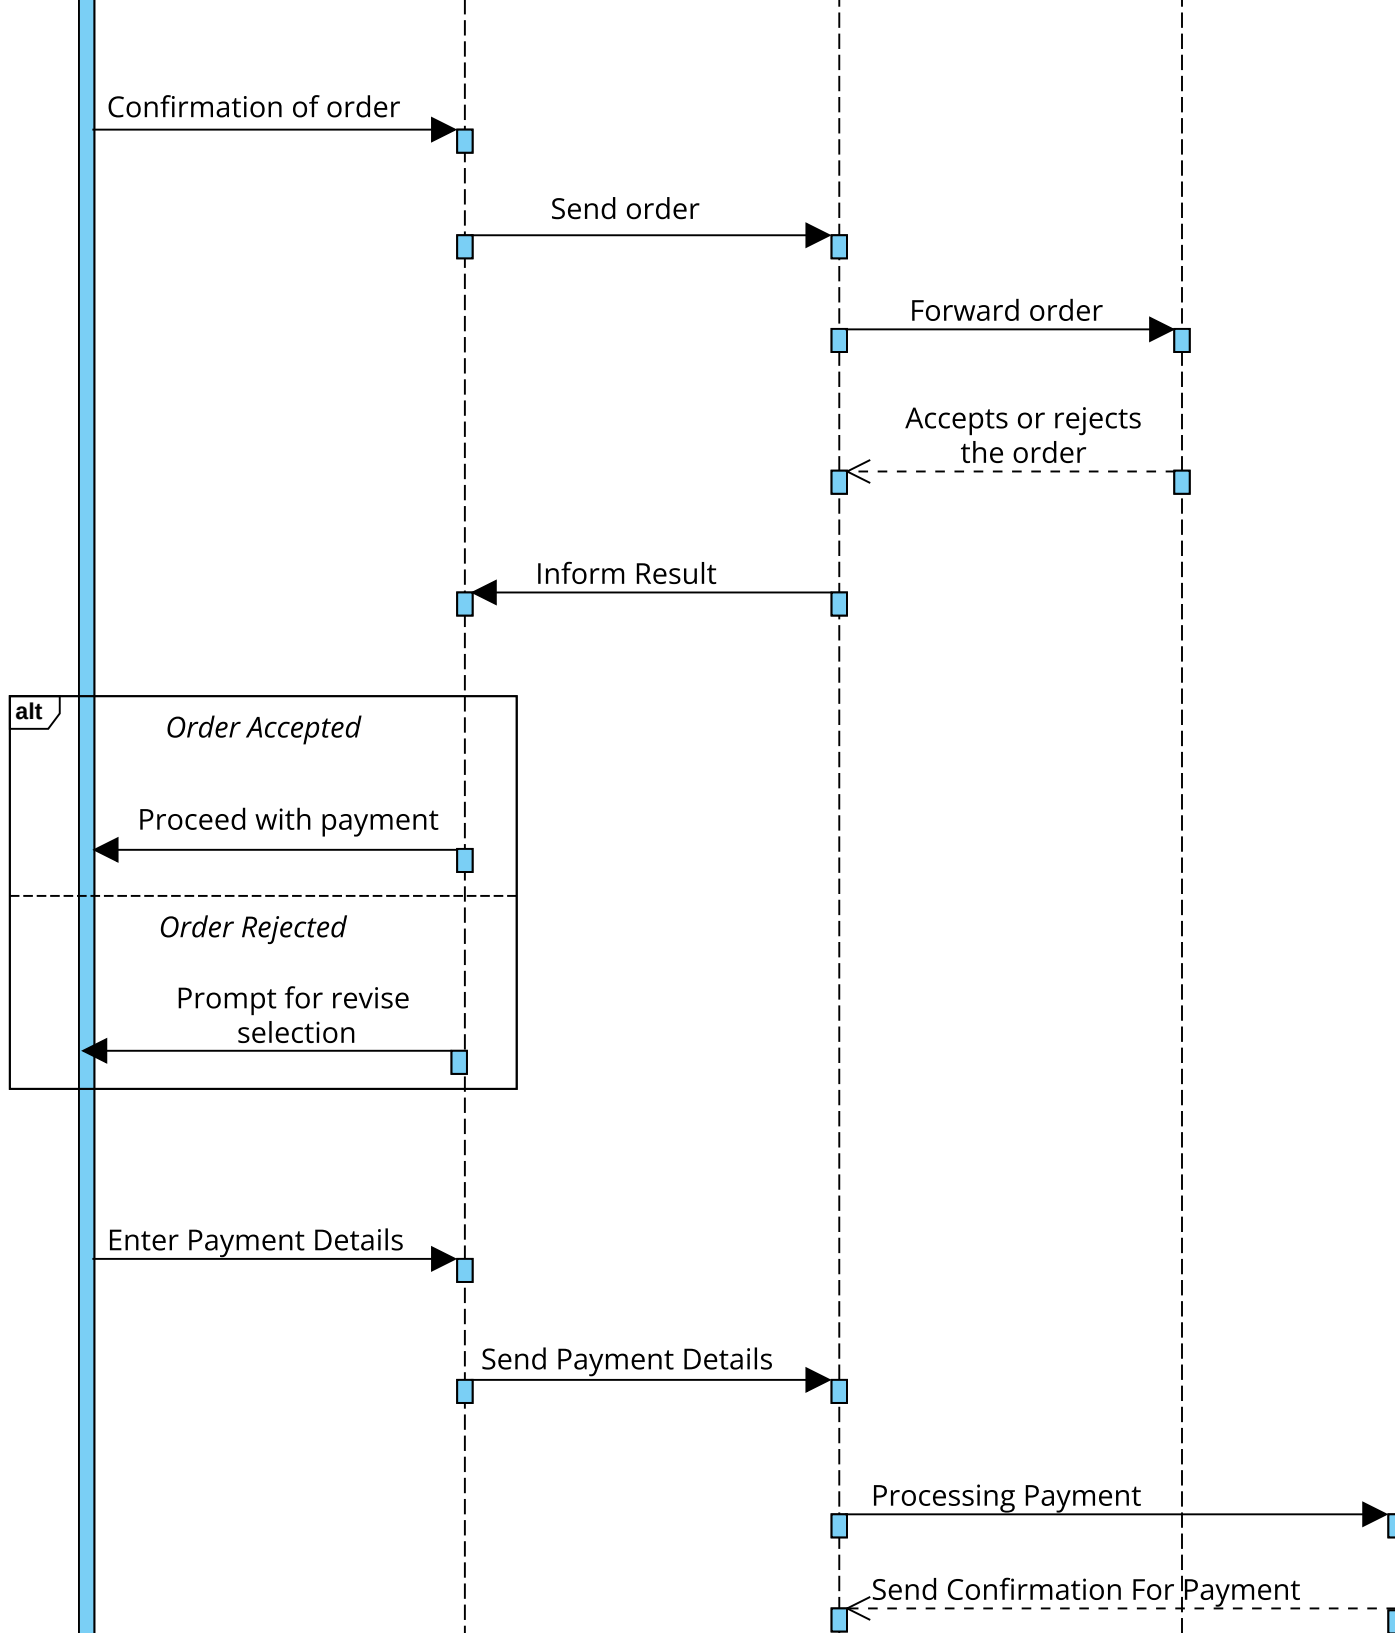 Confirmation of order
Send order
Forward order
Accepts or rejects
the order
Inform Result
alt
Order Accepted
Proceed with payment
Order Rejected
Prompt for revise
selection
Enter Payment Details
Send Payment Details
Processing Payment
Send Confirmation For Payment